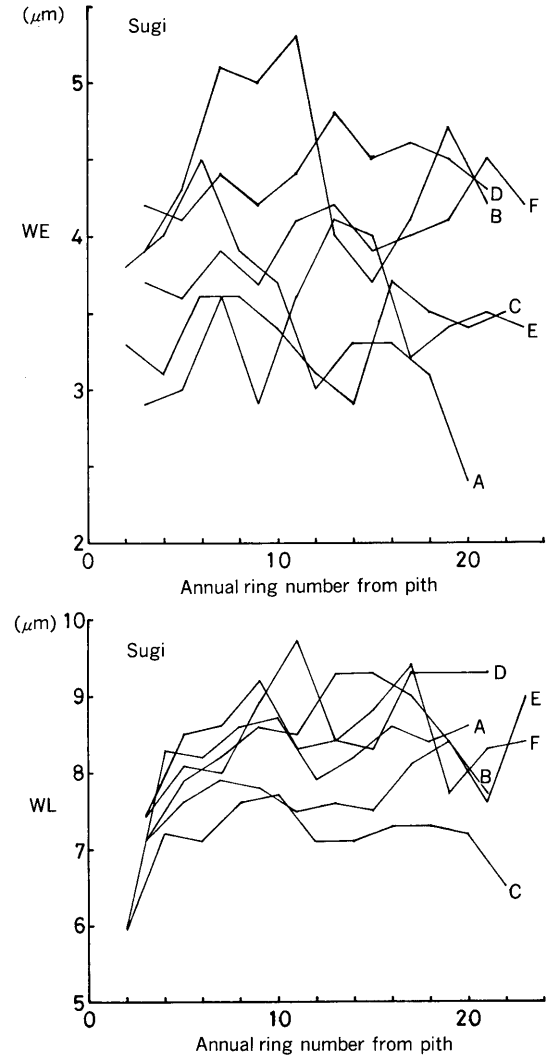 (μm)
Sugi
5
D
B
F
WE
4
C
E
3
A
2
0
10
20
Annual ring number from pith
(μm)
10
Sugi
9
D
E
A
F
8
B
WL
7
C
6
5
0
10
20
Annual ring number from pith